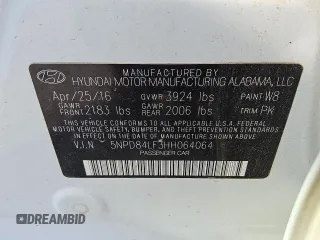 MANUFACTURED BY
HYUNDAI MOTOR MANUFACTURING ALABAMA, LLC
Apr/25/16 GVWR 3924 lbs PAINT W8
GAWR FRONT 2183 lbs GAWR REAR 2006 lbs TRIM PK
THIS VEHICLE CONFORMS TO ALL APPLICABLE U.S.A. FEDERAL
MOTOR VEHICLE SAFETY, BUMPER, AND THEFT PREVENTION STANDARDS
IN EFFECT ON THE DATE OF MANUFACTURE SHOWN ABOVE.
V.I.N 5NPD84LF3HH064064
PASSENGER CAR
AUTOBIDMASTER